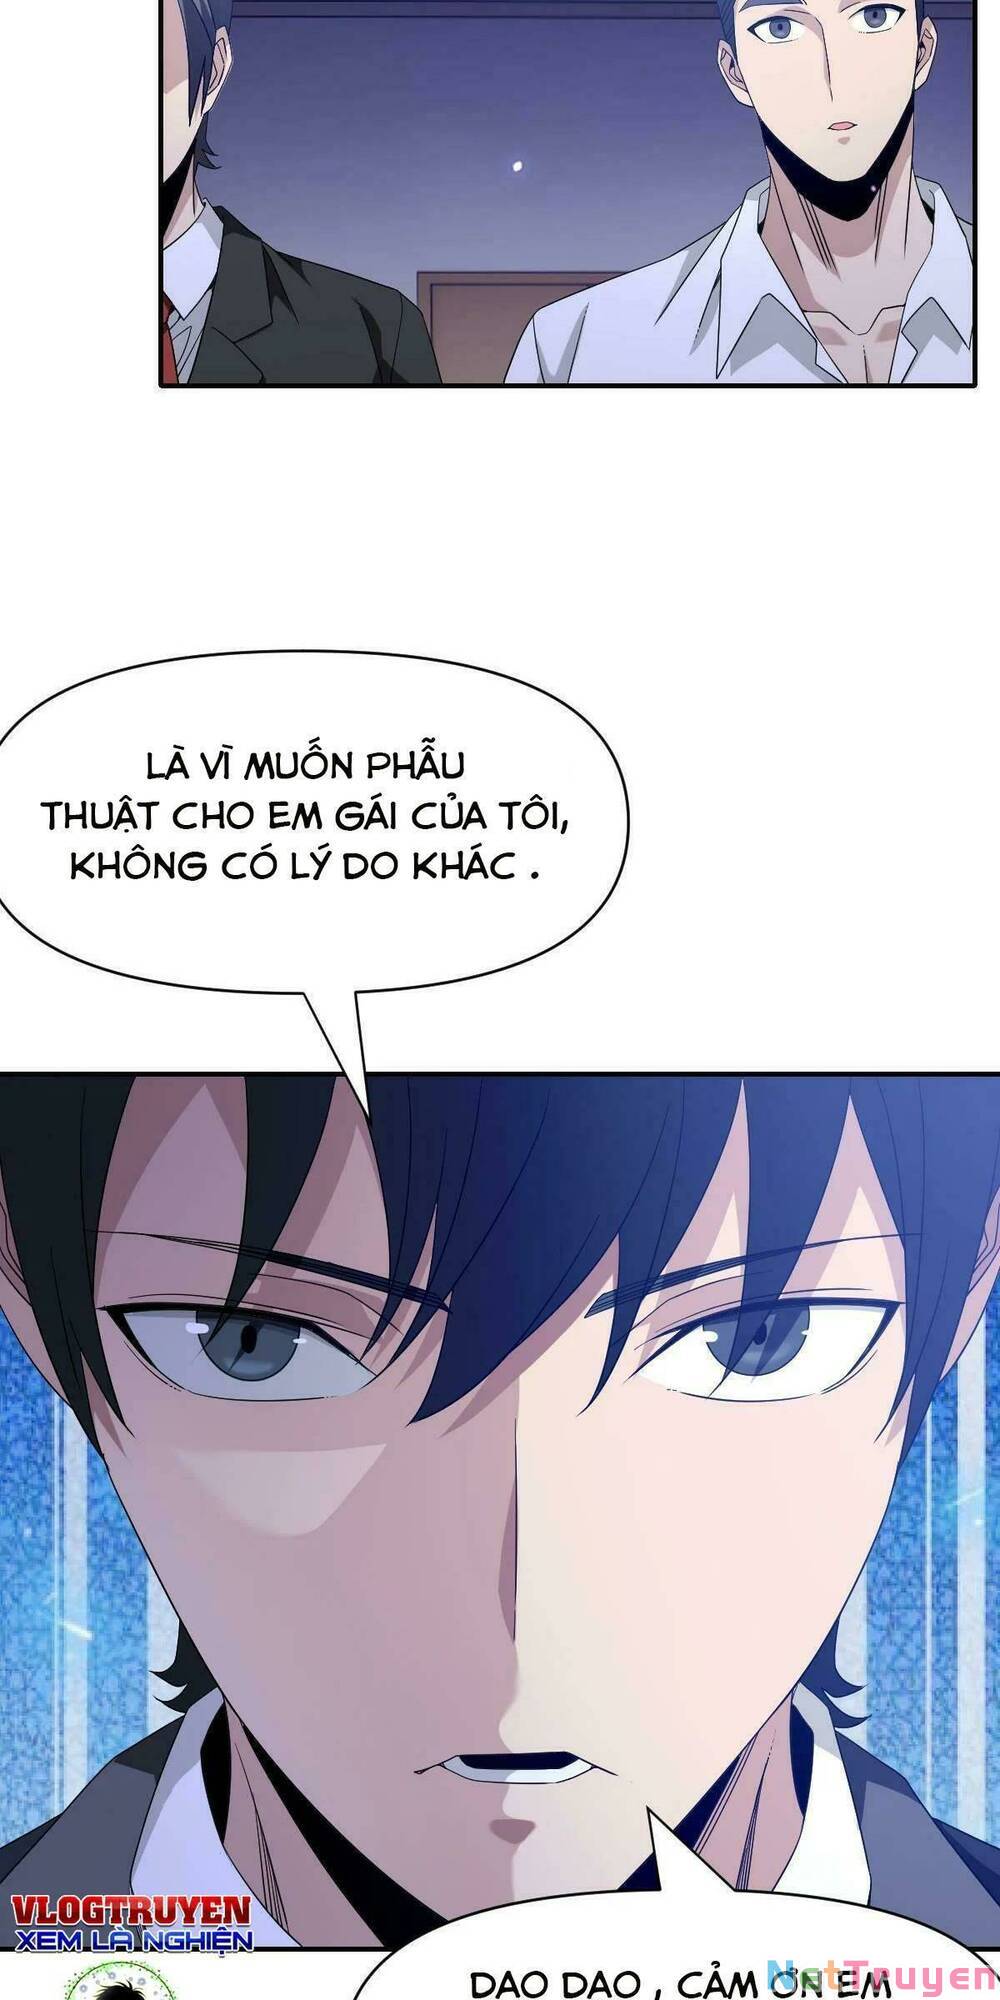 LÀ VÌ MUỐN PHẪU
THUẬT CHO EM GÁI CỦA TÔI,
KHÔNG CÓ LÝ DO KHÁC .
VLOGTRUYEN
XEM LÀ NGHIỆN
DAO DAO , CẢM ƠN EM
NetTruyen